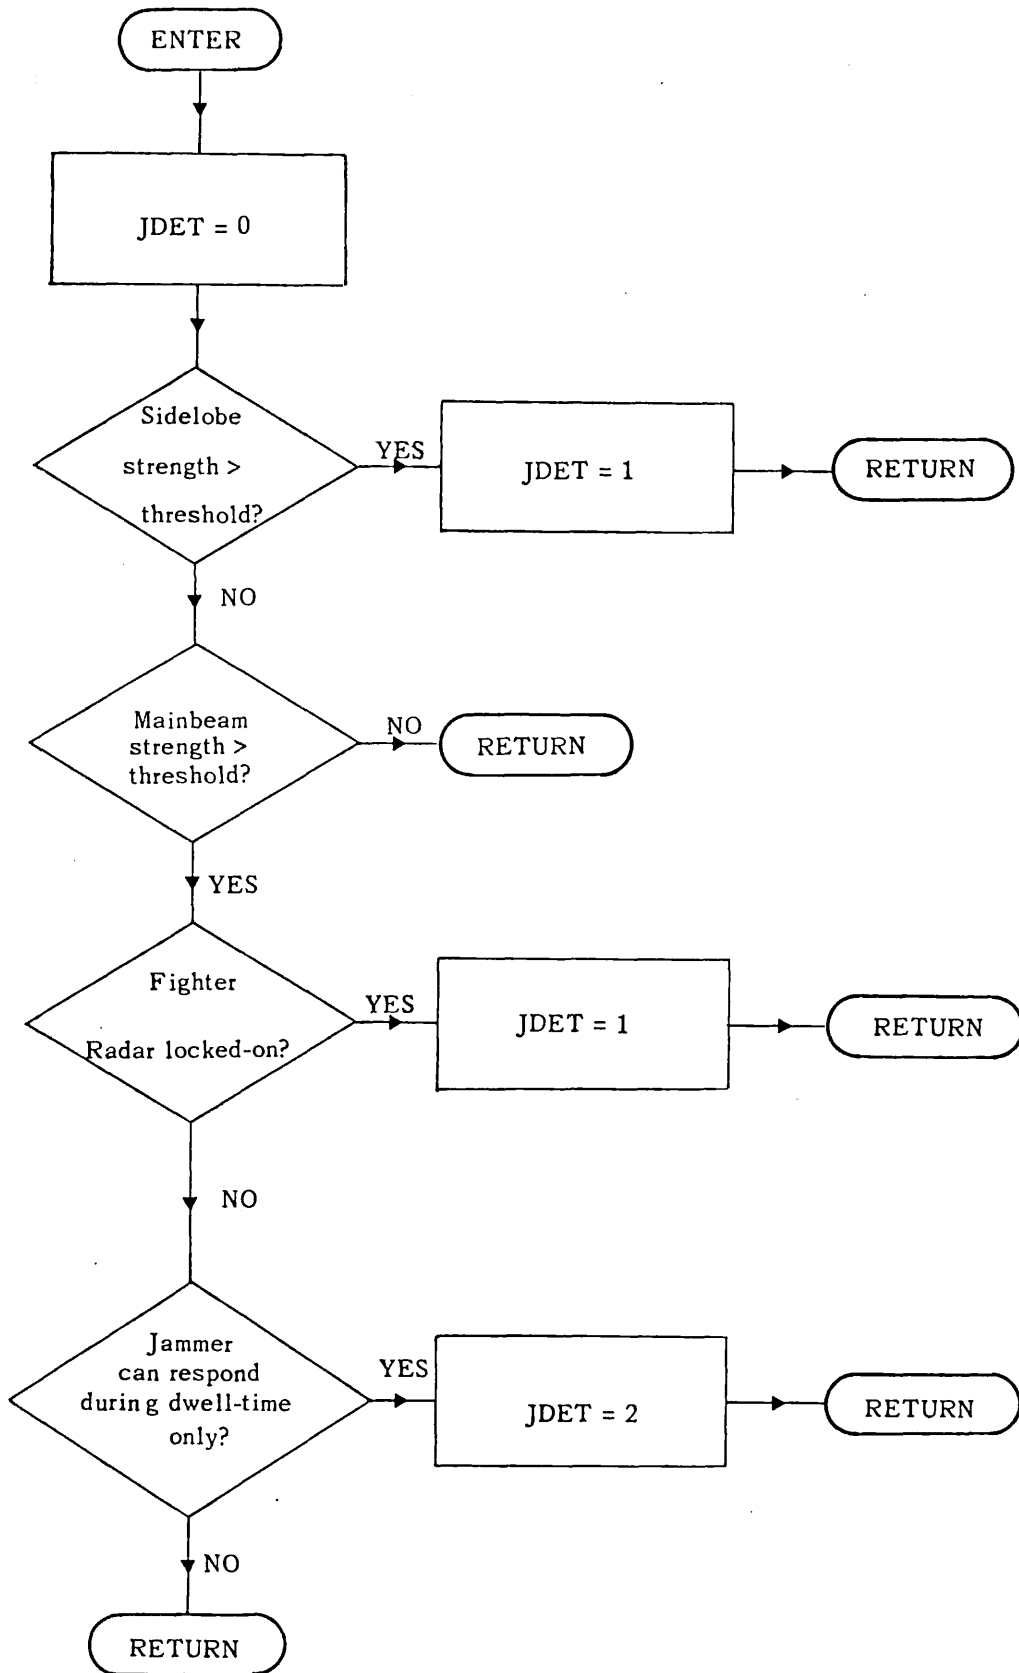 ENTER
JDET = 0
Sidelobe
strength >
threshold?
YES
JDET = 1
RETURN
NO
Mainbeam
strength >
threshold?
NO
RETURN
YES
Fighter
Radar locked-on?
YES
JDET = 1
RETURN
NO
Jammer
can respond
during dwell-time
only?
YES
JDET = 2
RETURN
NO
RETURN